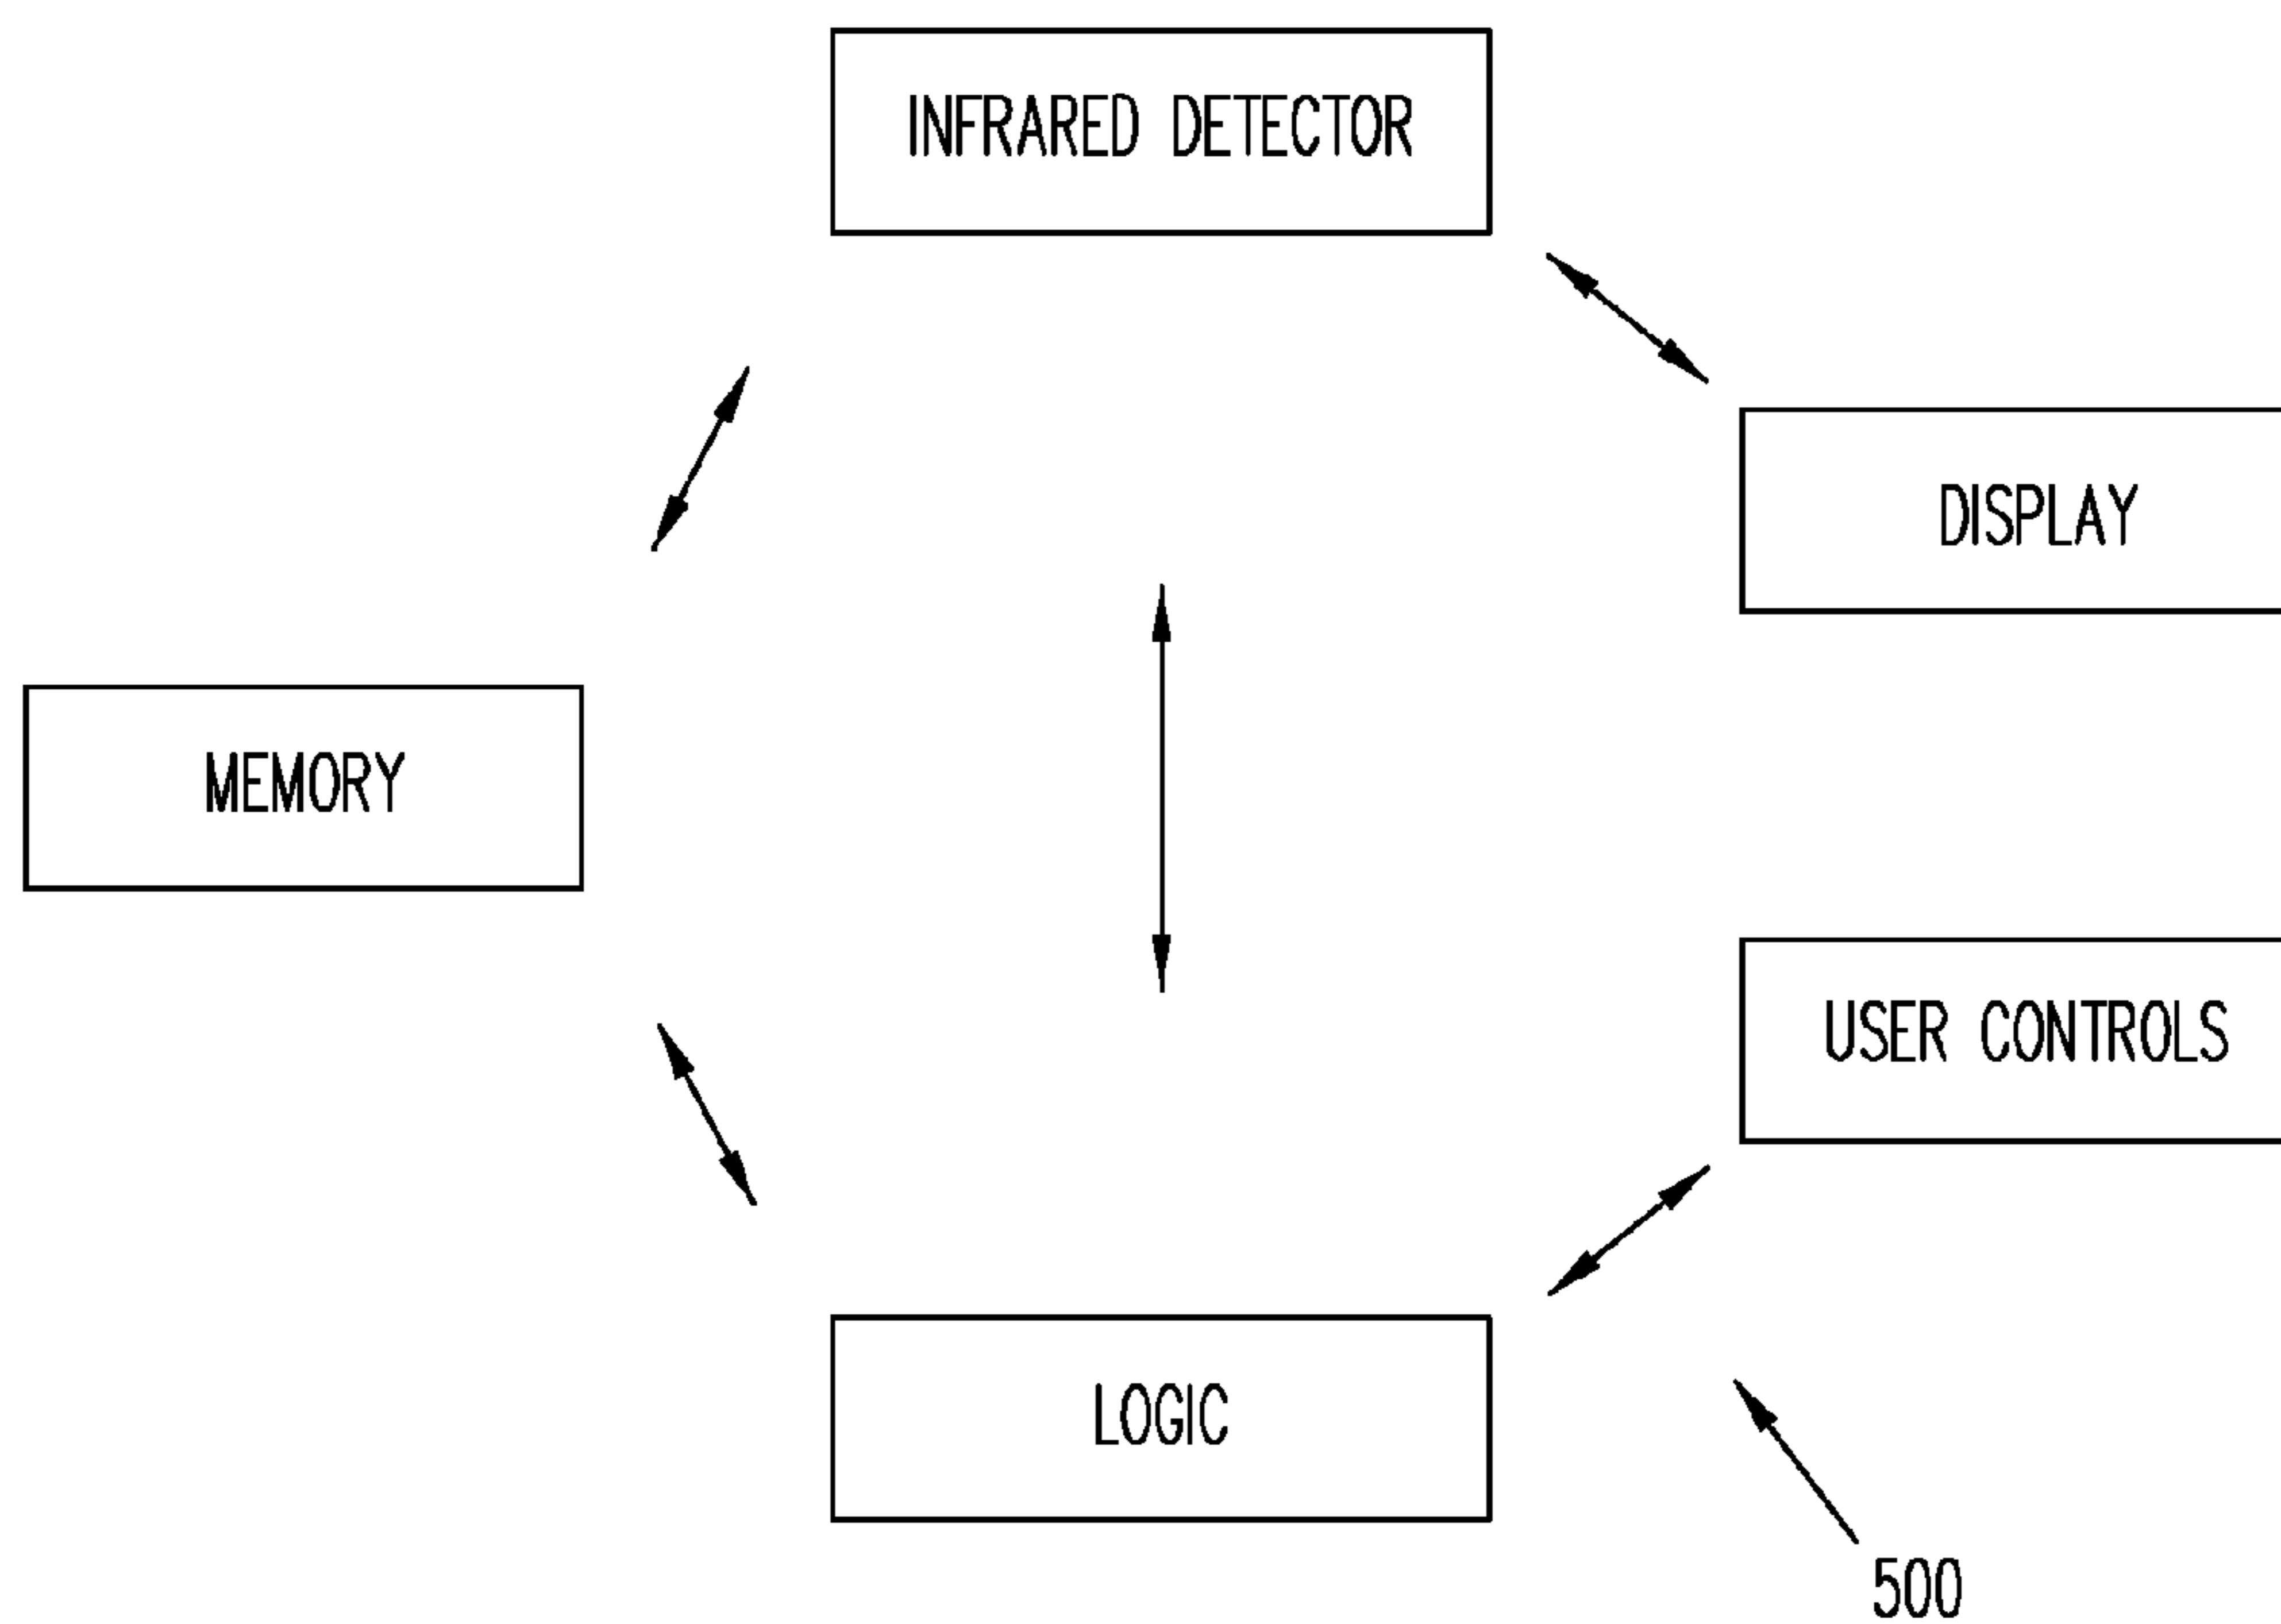 INFRARED DETECTOR
DISPLAY
MEMORY
USER CONTROLS
LOGIC
500